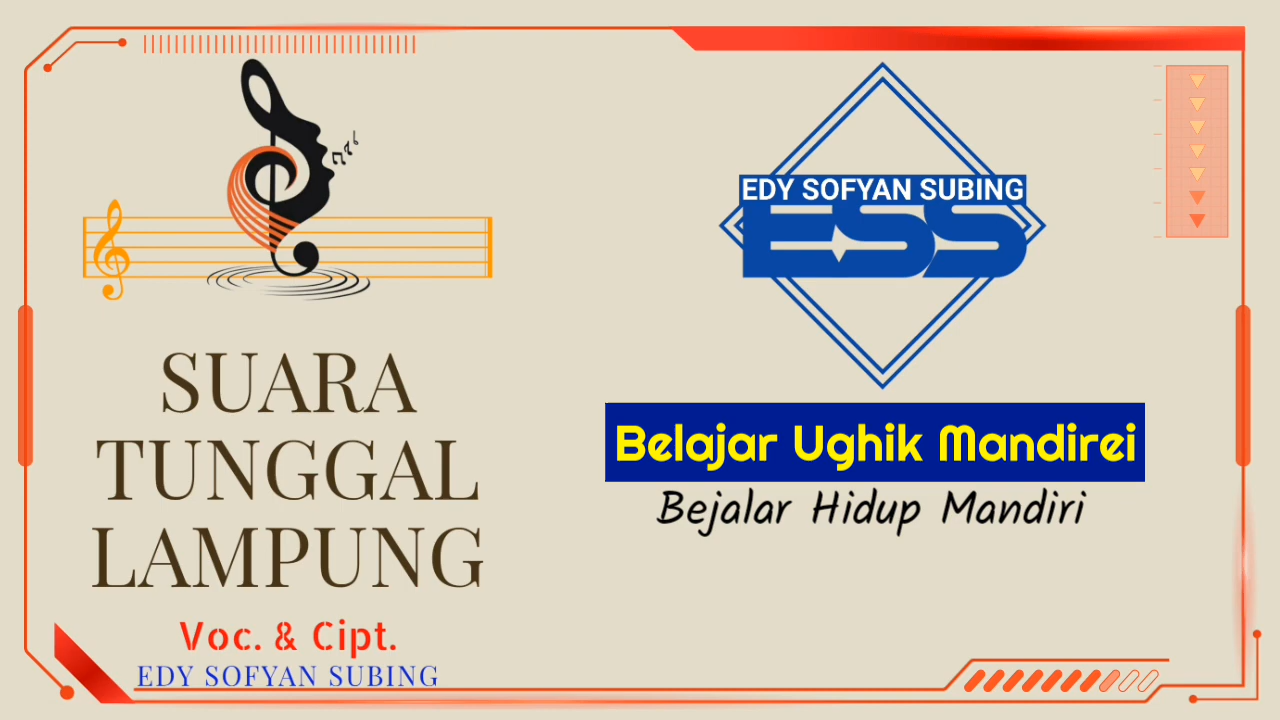 SUARA
TUNGGAL
LAMPUNG
Voc. & Cipt.
EDY SOFYAN SUBING
EDY SOFYAN SUBING
ESS
Belajar Ughik Mandirei
Bejalar Hidup Mandiri